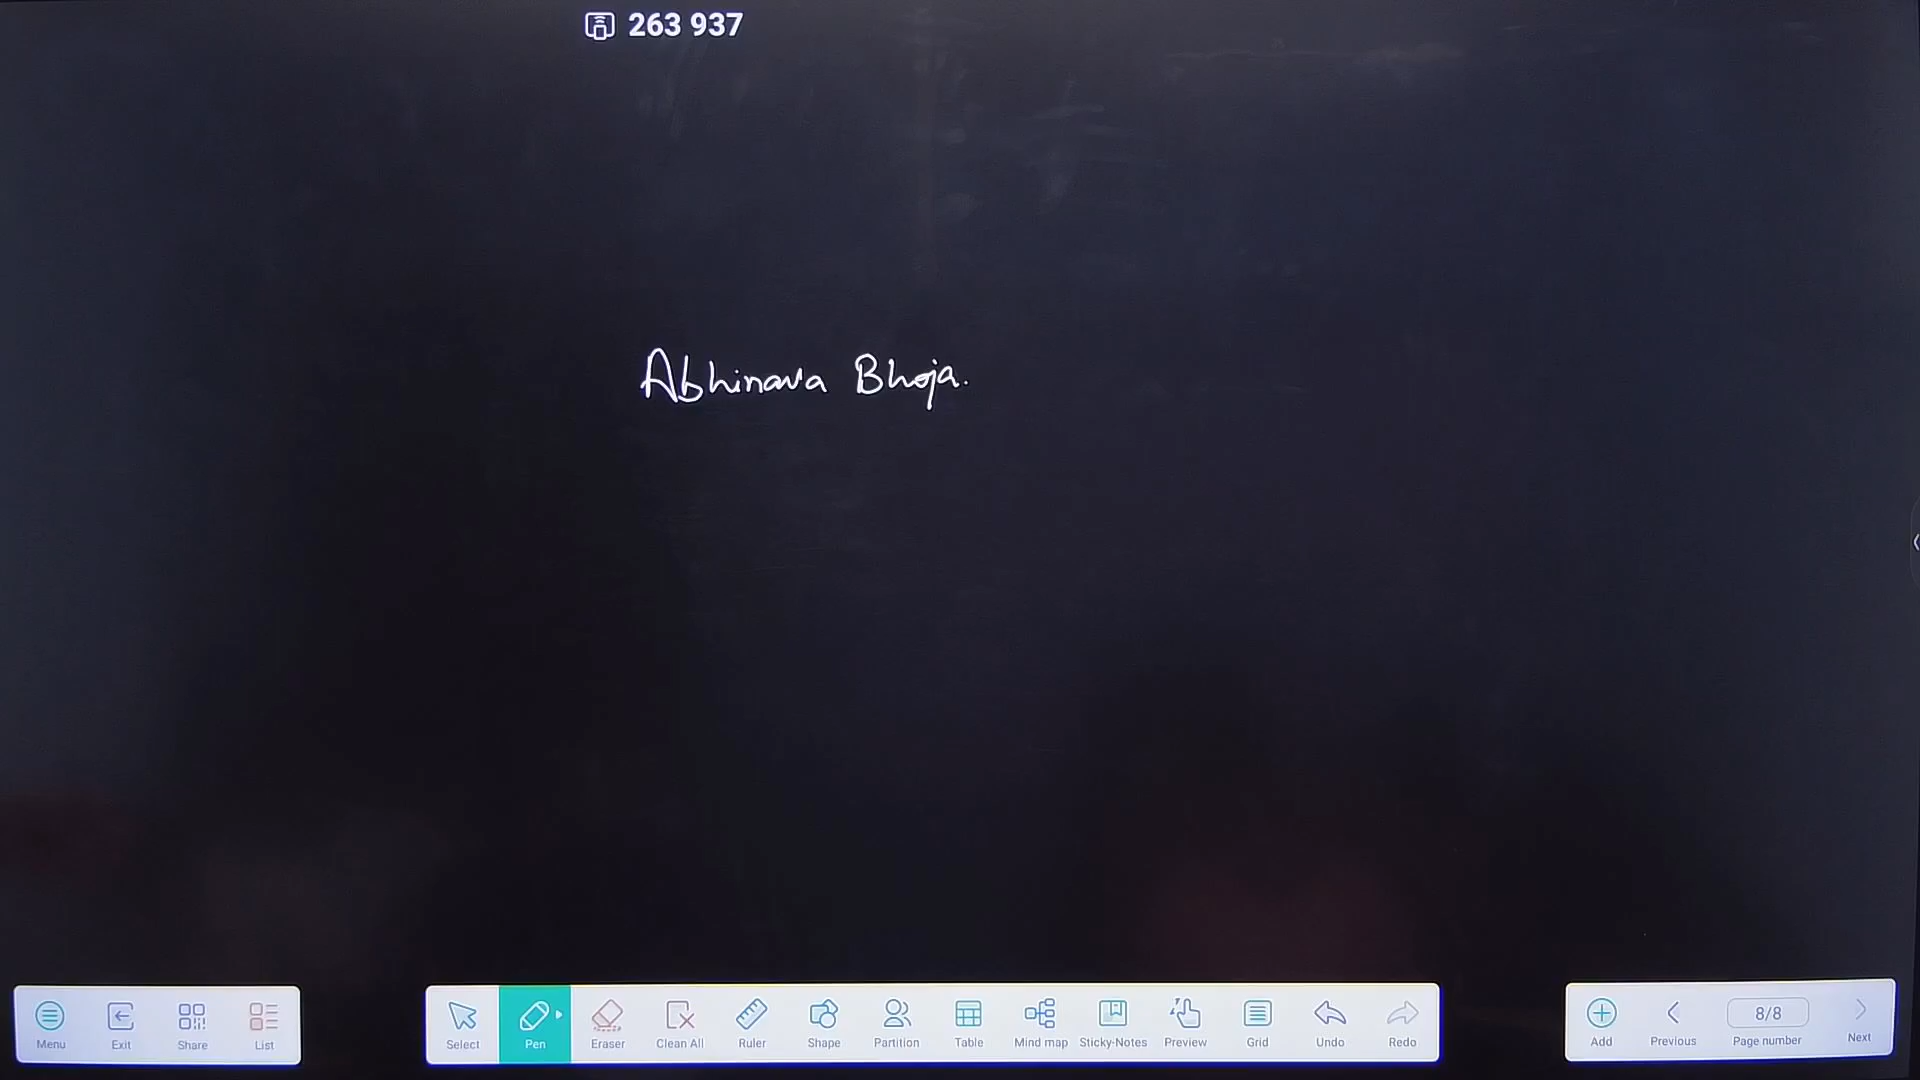 263 937
Abhinava Bhoja.
Menu Exit Share List
Select Pen Eraser Clean All Ruler Shape Partition Table Mind map Sticky-Notes Preview Grid Undo Redo
8/8
Add Previous Page number Next